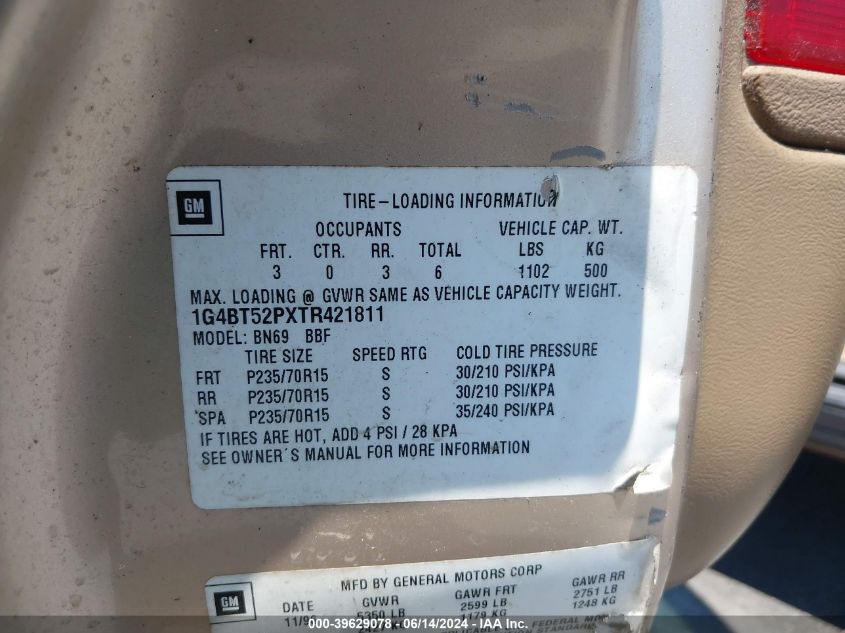 GM
TIRE-LOADING INFORMATION
OCCUPANTS VEHICLE CAP. WT.
FRT. CTR. RR. TOTAL LBS KG
3 0 3 6 1102 500
MAX. LOADING @ GVWR SAME AS VEHICLE CAPACITY WEIGHT.
1G4BT52PXTR421811
MODEL: BN69 BBF
TIRE SIZE SPEED RTG COLD TIRE PRESSURE
FRT P235/70R15 S 30/210 PSI/KPA
RR P235/70R15 S 30/210 PSI/KPA
SPA P235/70R15 S 35/240 PSI/KPA
IF TIRES ARE HOT, ADD 4 PSI / 28 KPA
SEE OWNER´S MANUAL FOR MORE INFORMATION
GM
MFD BY GENERAL MOTORS CORP
DATE GVWR GAWR FRT GAWR RR
5350 LB 2599 LB 2751 LB
1179 KG 1248 KG
FEDERAL
000-39629078 - 06/14/2024 -